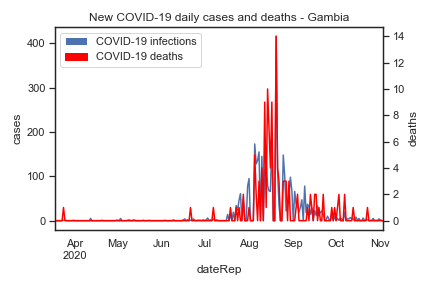 New COVID-19 daily cases and deaths - Gambia
COVID-19 infections
COVID-19 deaths
400
300
200
100
0
cases
14
12
10
8
6
4
2
0
deaths
Apr May Jun Jul Aug Sep Oct Nov
2020
dateRep